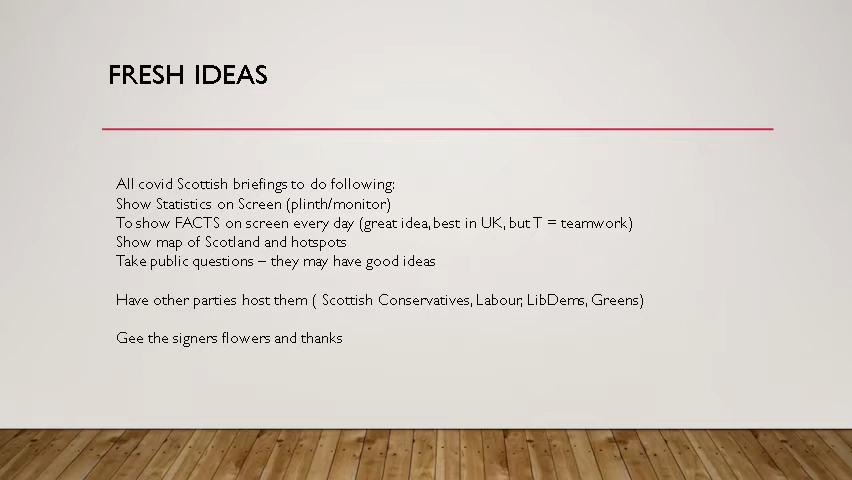 FRESH IDEAS
All covid Scottish briefings to do following:
Show Statistics on Screen (plinth/monitor)
To show FACTS on screen every day (great idea, best in UK, but T = teamwork)
Show map of Scotland and hotspots
Take public questions – they may have good ideas
Have other parties host them ( Scottish Conservatives, Labour, LibDems, Greens)
Gee the signers flowers and thanks